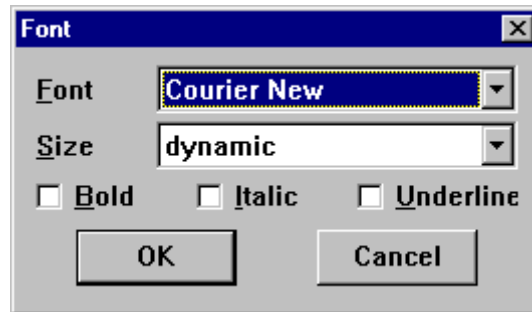 Font
Font Courier New
Size dynamic
Bold Italic Underline
OK Cancel